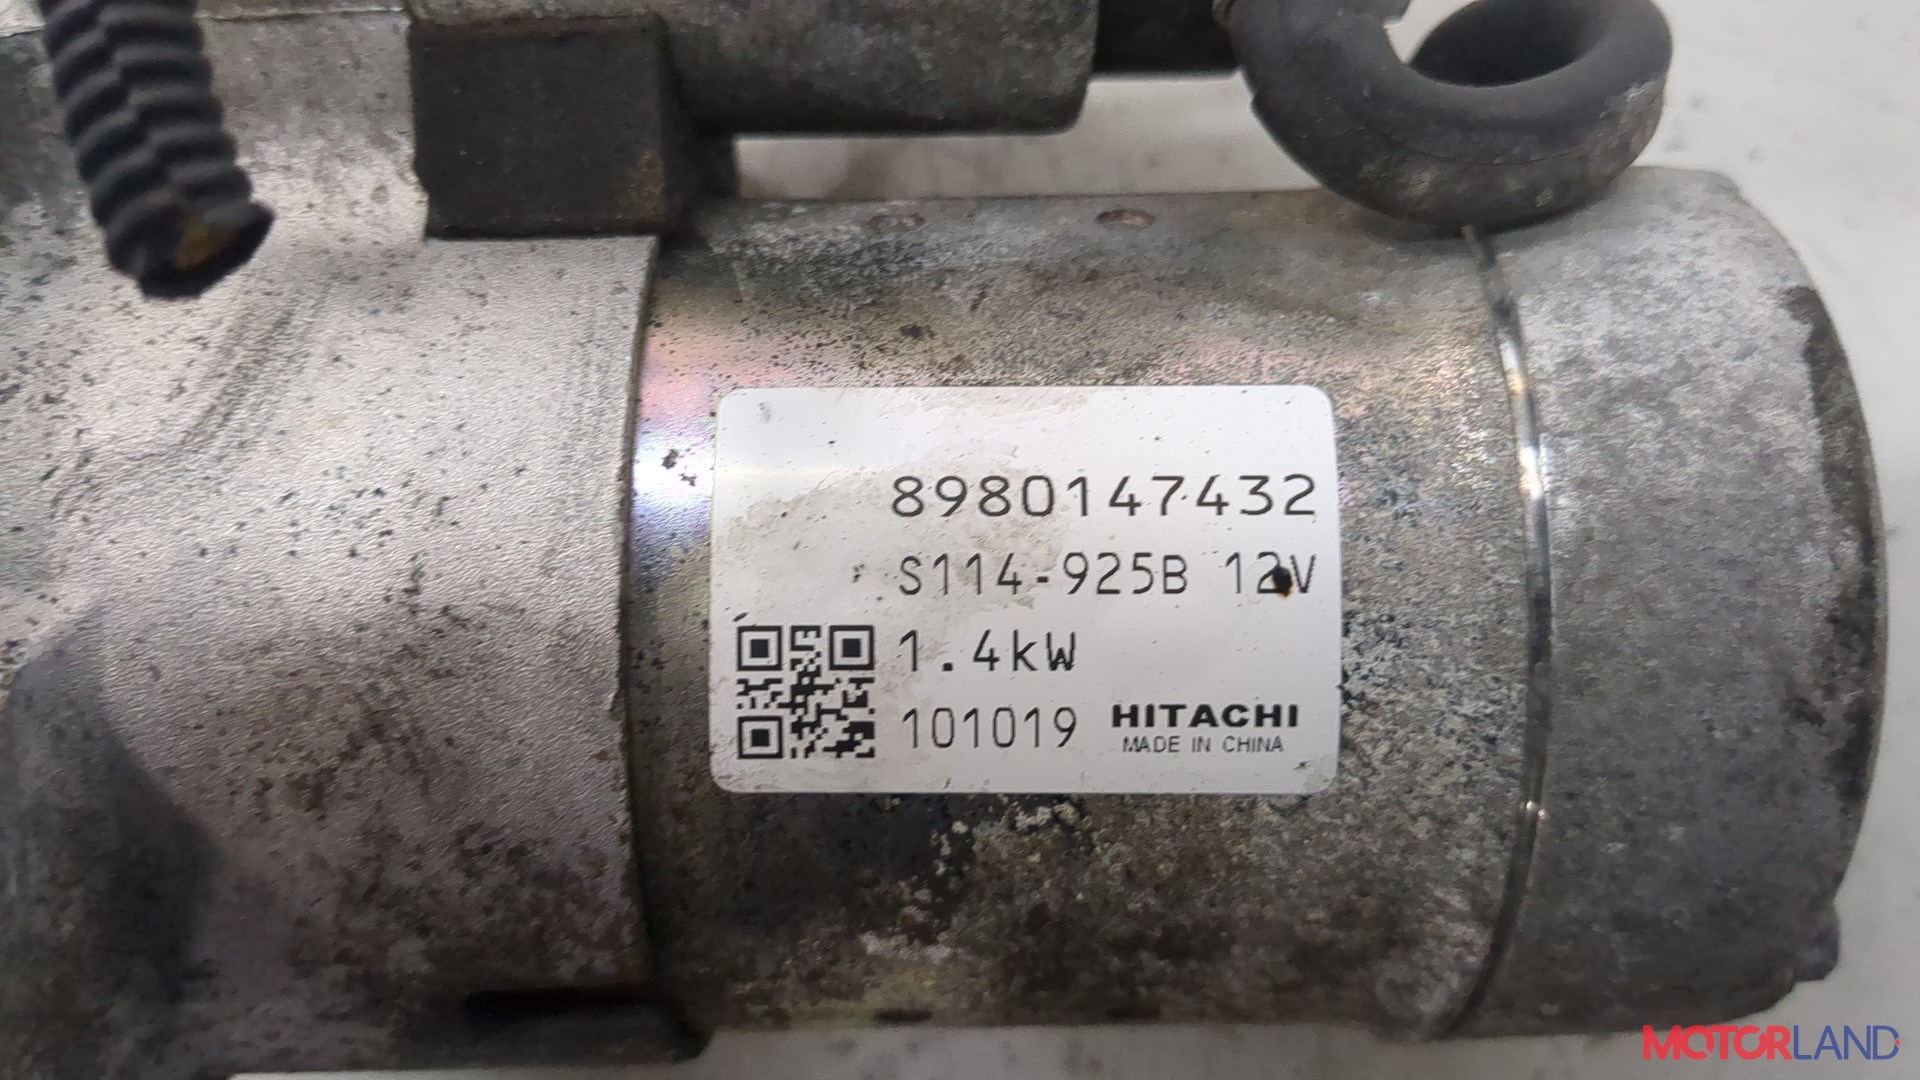 8980147432
S114-925B 12V
1.4kW
101019 HITACHI
MADE IN CHINA
MOTORLAND